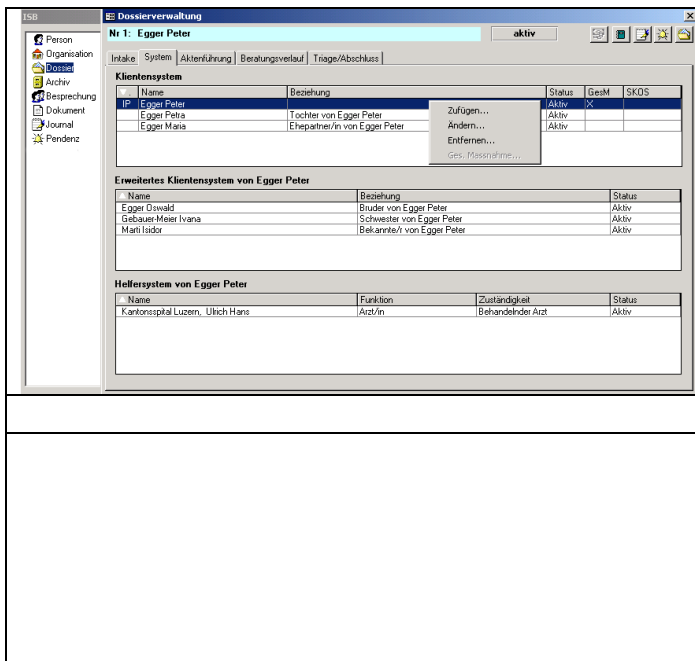 ISB
Dossierverwaltung
Person
Organisation
Dossier
Archiv
Besprechung
Dokument
Journal
Pendenz
Nr 1: Egger Peter aktiv
Intake System Aktenführung Beratungsverlauf Triage/Abschluss
Klientensystem
Name Beziehung Status GesM SKOS
IP Egger Peter Aktiv X
Egger Petra Tochter von Egger Peter Aktiv
Egger Maria Ehepartner/in von Egger Peter Aktiv
Zufügen...
Ändern...
Entfernen...
Ges. Massnahme...
Erweitertes Klientensystem von Egger Peter
Name Beziehung Status
Egger Oswald Bruder von Egger Peter Aktiv
Gebauer-Meier Ivana Schwester von Egger Peter Aktiv
Marti Isidor Bekannte/r von Egger Peter Aktiv
Helfersystem von Egger Peter
Name Funktion Zuständigkeit Status
Kantonsspital Luzern, Ulrich Hans Arzt/in Behandelnder Arzt Aktiv